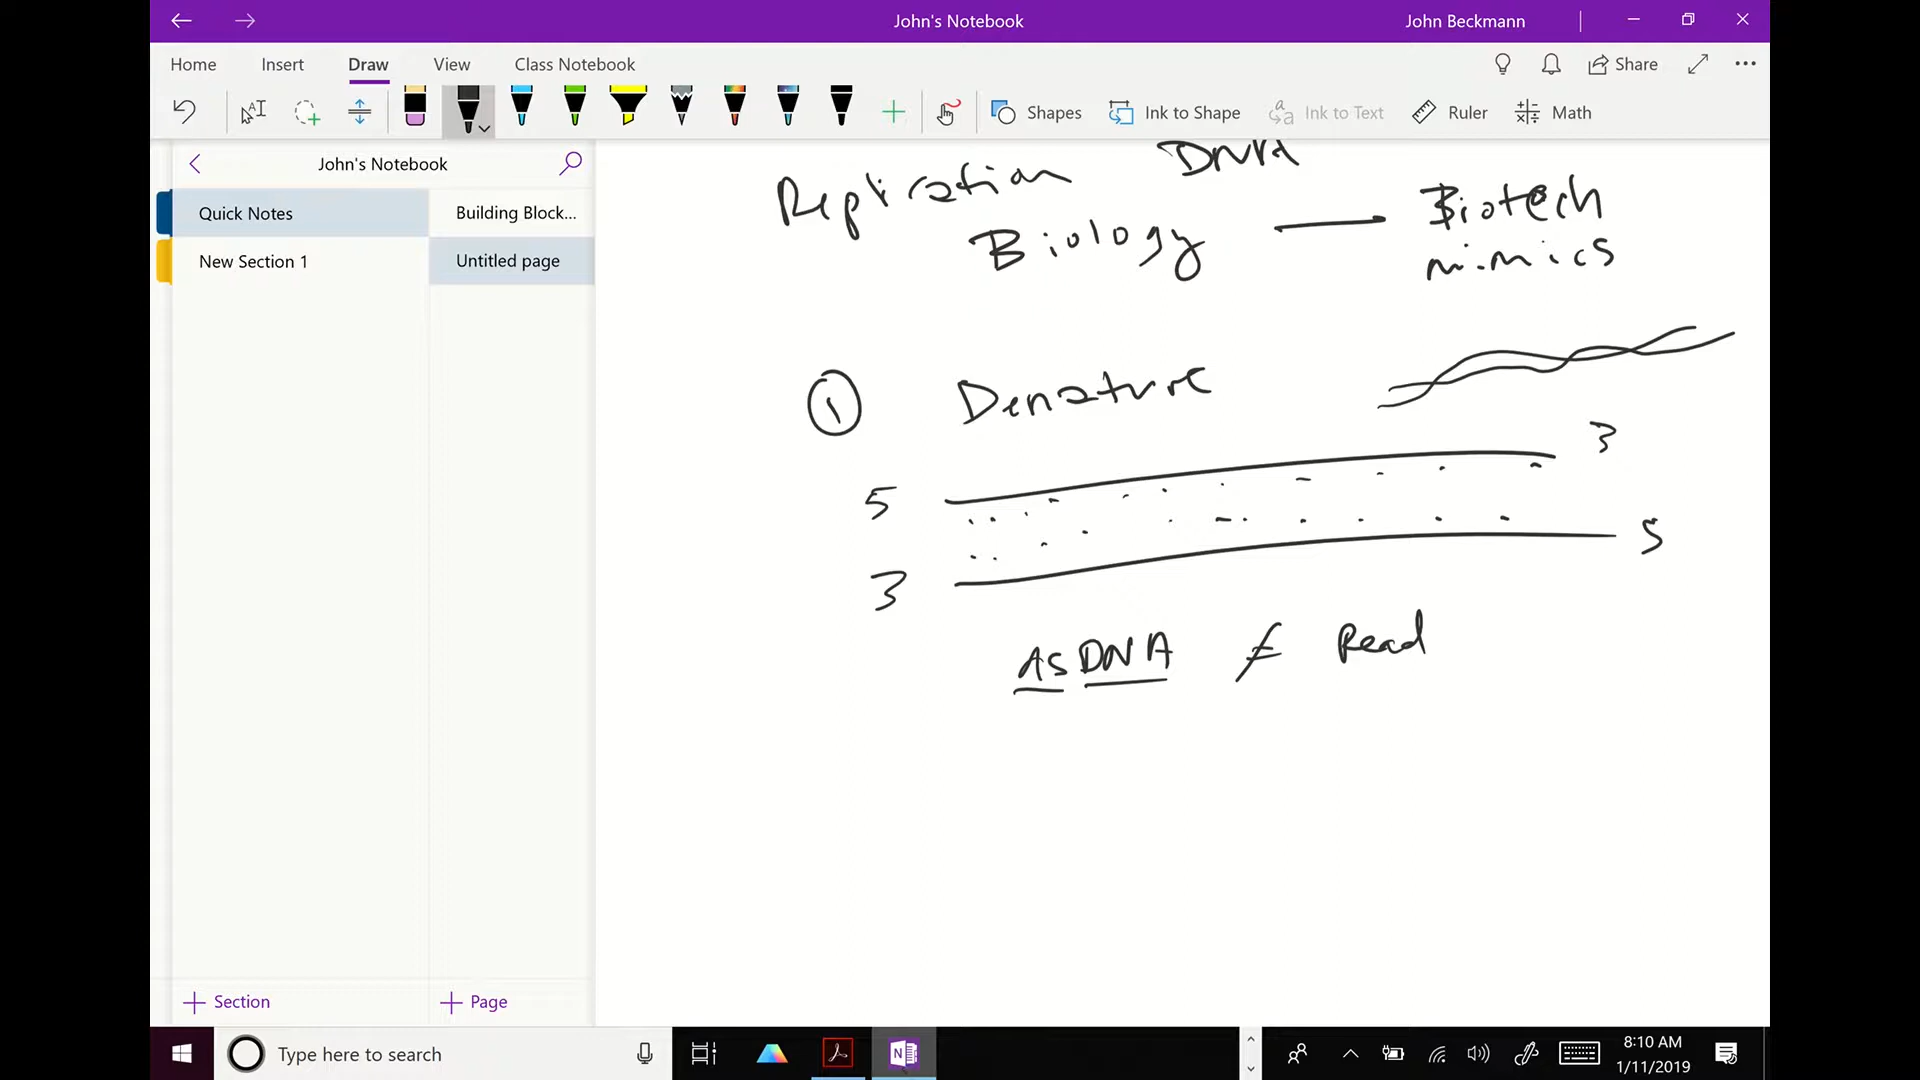 John's Notebook
John Beckmann
Home Insert Draw View Class Notebook
Share
Shapes Ink to Shape Ink to Text Ruler Math
John's Notebook
Quick Notes
New Section 1
Building Block...
Untitled page
DNA
Replication
Biology
Biotech
mimics
1 Denature
3
5
5
3
DNA ≠ Read
Section
Page
Type here to search
8:10 AM
1/11/2019